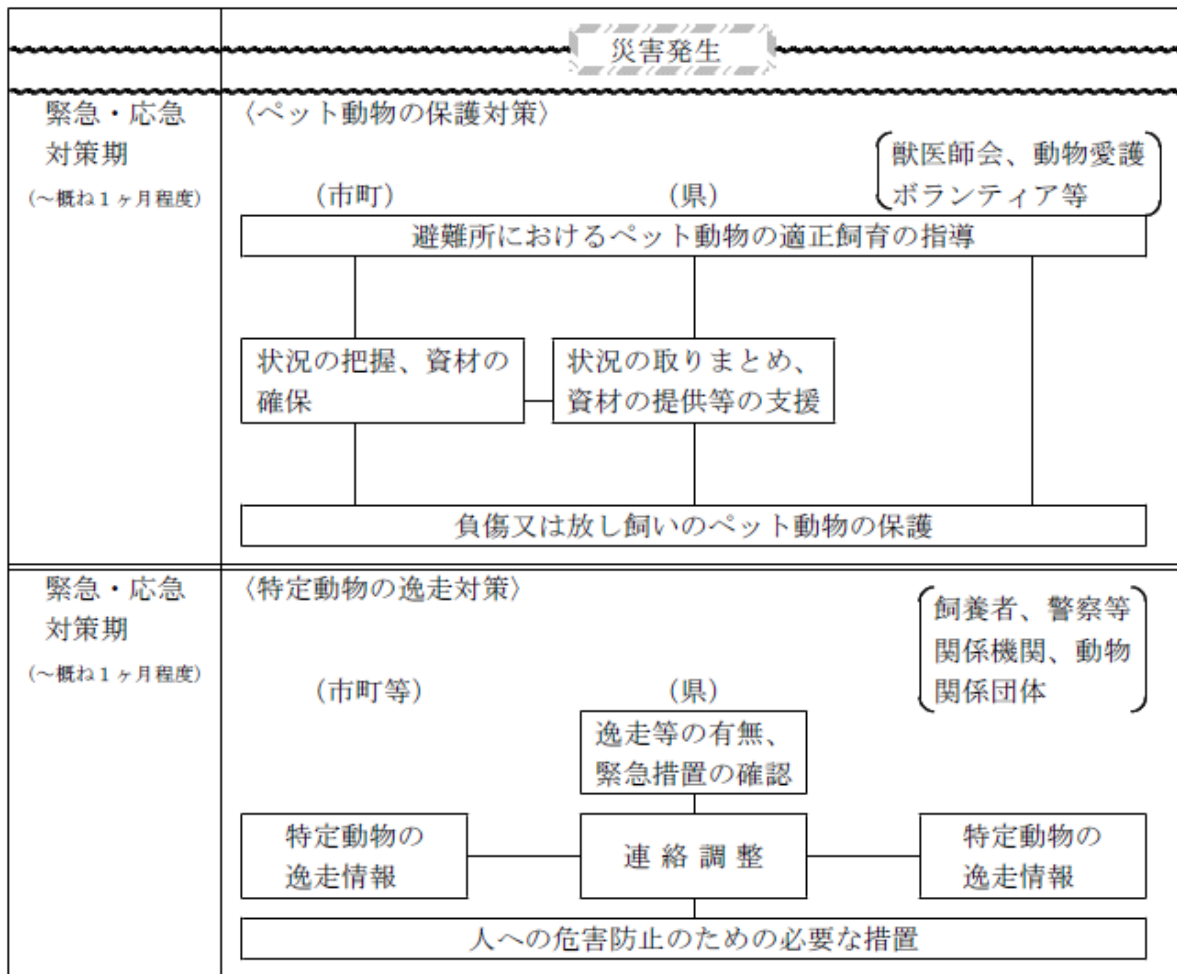 災害発生
緊急・応急
対策期
(～概ね1ヶ月程度)
〈ペット動物の保護対策〉
獣医師会、動物愛護
ボランティア等
(市町)
(県)
避難所におけるペット動物の適正飼育の指導
状況の把握、資材の
確保
状況の取りまとめ、
資材の提供等の支援
負傷又は放し飼いのペット動物の保護
緊急・応急
対策期
(～概ね1ヶ月程度)
〈特定動物の逸走対策〉
飼養者、警察等
関係機関、動物
関係団体
(市町等)
(県)
逸走等の有無、
緊急措置の確認
特定動物の
逸走情報
連絡調整
特定動物の
逸走情報
人への危害防止のための必要な措置